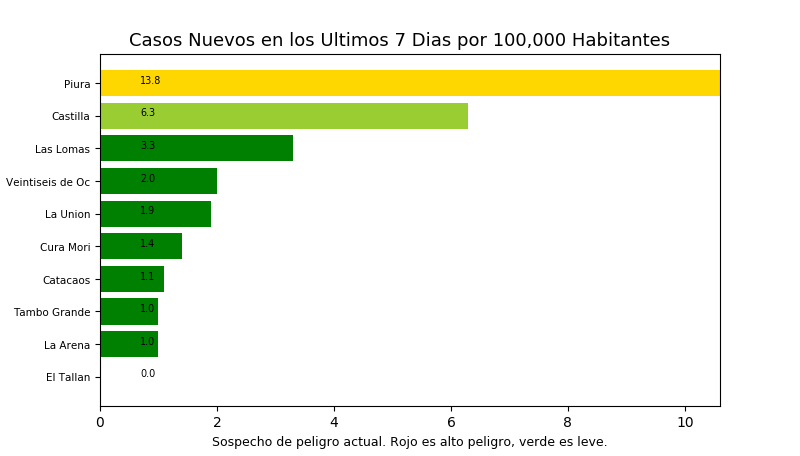 Casos Nuevos en los Ultimos 7 Dias por 100,000 Habitantes
Piura 13.8
Castilla 6.3
Las Lomas 3.3
Veintiseis de Oc 2.0
La Union 1.9
Cura Mori 1.4
Catacaos 1.1
Tambo Grande 1.0
La Arena 1.0
El Tallan 0.0
0 2 4 6 8 10
Sospecho de peligro actual. Rojo es alto peligro, verde es leve.